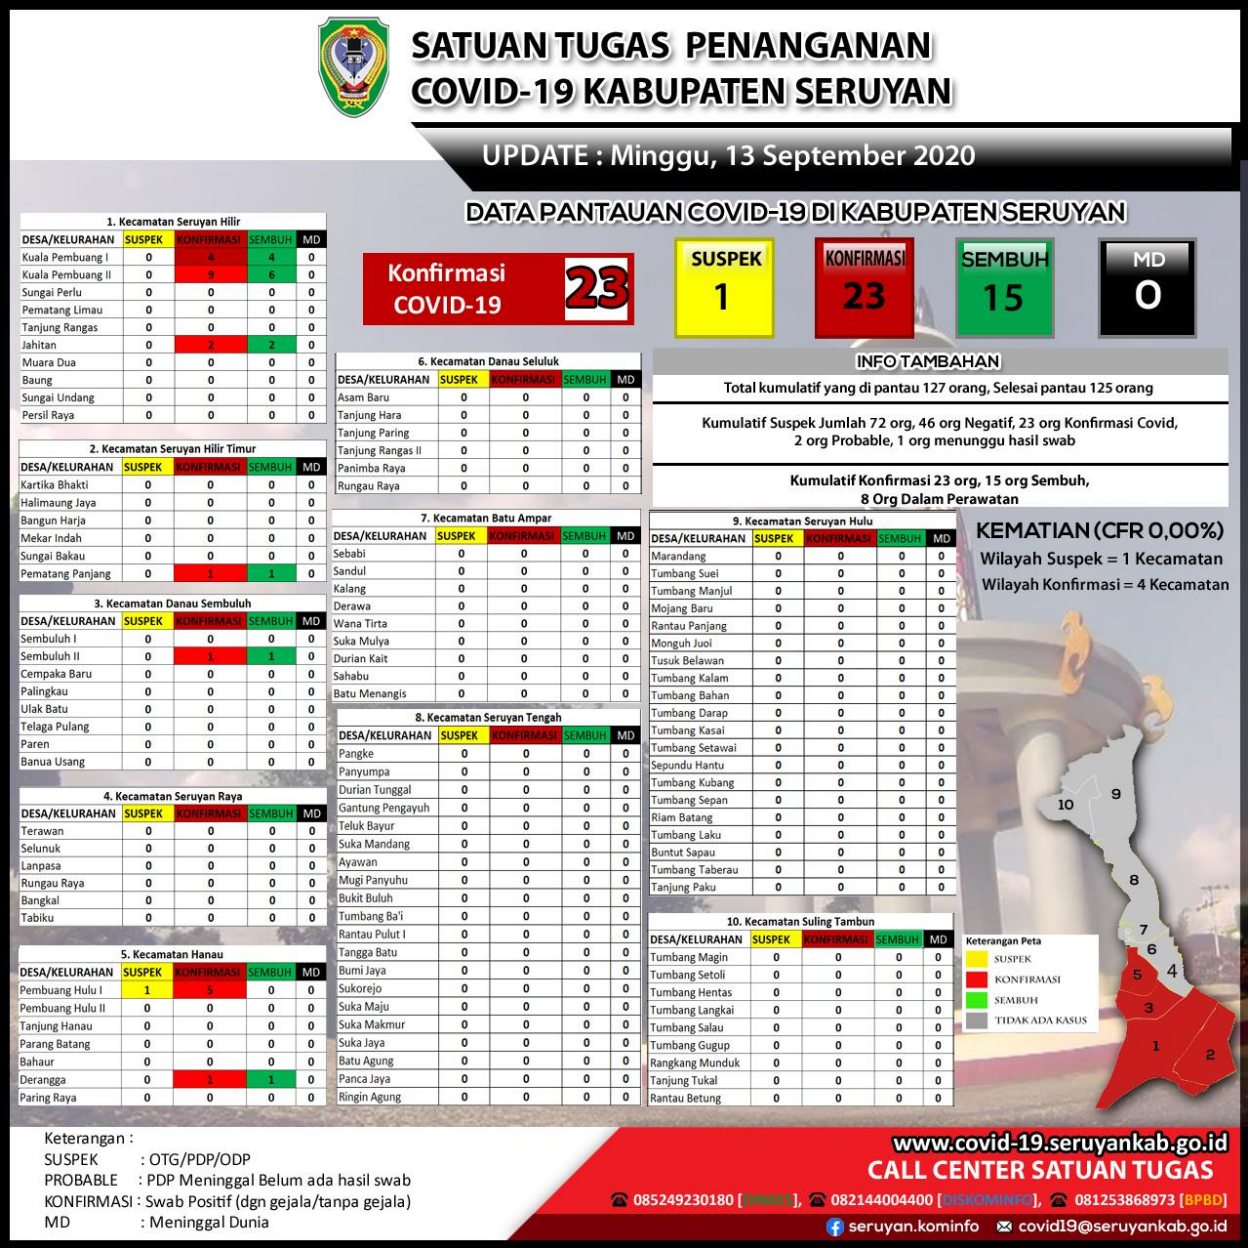 SATUAN TUGAS PENANGANAN
COVID-19 KABUPATEN SERUYAN
UPDATE : Minggu, 13 September 2020
DATA PANTAUAN COVID-19 DI KABUPATEN SERUYAN
Konfirmasi
COVID-19
23
SUSPEK
1
KONFIRMASI
23
SEMBUH
15
MD
0
INFO TAMBAHAN
Total kumulatif yang di pantau 127 orang, Selesai pantau 125 orang
Kumulatif Suspek Jumlah 72 org, 46 org Negatif, 23 org Konfirmasi Covid,
2 org Probable, 1 org menunggu hasil swab
Kumulatif Konfirmasi 23 org, 15 org Sembuh,
8 Org Dalam Perawatan
KEMATIAN (CFR 0,00%)
Wilayah Suspek = 1 Kecamatan
Wilayah Konfirmasi = 4 Kecamatan
1. Kecamatan Seruyan Hilir
DESA/KELURAHAN SUSPEK KONFIRMASI SEMBUH MD
Kuala Pembuang I 0 4 4 0
Kuala Pembuang II 0 9 6 0
Sungai Perlu 0 0 0 0
Pematang Limau 0 0 0 0
Tanjung Rangas 0 0 0 0
Jahitan 0 2 2 0
Muara Dua 0 0 0 0
Baung 0 0 0 0
Sungai Undang 0 0 0 0
Persil Raya 0 0 0 0
2. Kecamatan Seruyan Hilir Timur
DESA/KELURAHAN SUSPEK KONFIRMASI SEMBUH MD
Kartika Bhakti 0 0 0 0
Halimaung Jaya 0 0 0 0
Bangun Harja 0 0 0 0
Mekar Indah 0 0 0 0
Sungai Bakau 0 0 0 0
Pematang Panjang 0 1 1 0
3. Kecamatan Danau Sembuluh
DESA/KELURAHAN SUSPEK KONFIRMASI SEMBUH MD
Sembuluh I 0 0 0 0
Sembuluh II 0 1 1 0
Cempaka Baru 0 0 0 0
Palingkau 0 0 0 0
Ulak Batu 0 0 0 0
Telaga Pulang 0 0 0 0
Paren 0 0 0 0
Banua Usang 0 0 0 0
4. Kecamatan Seruyan Raya
DESA/KELURAHAN SUSPEK KONFIRMASI SEMBUH MD
Terawan 0 0 0 0
Selunuk 0 0 0 0
Lanpasa 0 0 0 0
Rungau Raya 0 0 0 0
Bangkal 0 0 0 0
Tabiku 0 0 0 0
5. Kecamatan Hanau
DESA/KELURAHAN SUSPEK KONFIRMASI SEMBUH MD
Pembuang Hulu I 1 5 0 0
Pembuang Hulu II 0 0 0 0
Tanjung Hanau 0 0 0 0
Parang Batang 0 0 0 0
Bahaur 0 0 0 0
Derangga 0 1 1 0
Paring Raya 0 0 0 0
6. Kecamatan Danau Seluluk
DESA/KELURAHAN SUSPEK KONFIRMASI SEMBUH MD
Asam Baru 0 0 0 0
Tanjung Hara 0 0 0 0
Tanjung Paring 0 0 0 0
Tanjung Rangas II 0 0 0 0
Panimba Raya 0 0 0 0
Rungau Raya 0 0 0 0
7. Kecamatan Batu Ampar
DESA/KELURAHAN SUSPEK KONFIRMASI SEMBUH MD
Sebabi 0 0 0 0
Sandul 0 0 0 0
Kalang 0 0 0 0
Derawa 0 0 0 0
Wana Tirta 0 0 0 0
Suka Mulya 0 0 0 0
Durian Kait 0 0 0 0
Sahabu 0 0 0 0
Batu Menangis 0 0 0 0
8. Kecamatan Seruyan Tengah
DESA/KELURAHAN SUSPEK KONFIRMASI SEMBUH MD
Pangke 0 0 0 0
Panyumpa 0 0 0 0
Durian Tunggal 0 0 0 0
Gantung Pengayuh 0 0 0 0
Teluk Bayur 0 0 0 0
Suka Mandang 0 0 0 0
Ayawan 0 0 0 0
Mugi Panyuhu 0 0 0 0
Bukit Buluh 0 0 0 0
Tumbang Ba'i 0 0 0 0
Rantau Pulut I 0 0 0 0
Tangga Batu 0 0 0 0
Bumi Jaya 0 0 0 0
Sukorejo 0 0 0 0
Suka Maju 0 0 0 0
Suka Makmur 0 0 0 0
Suka Jaya 0 0 0 0
Batu Agung 0 0 0 0
Panca Jaya 0 0 0 0
Ringin Agung 0 0 0 0
9. Kecamatan Seruyan Hulu
DESA/KELURAHAN SUSPEK KONFIRMASI SEMBUH MD
Marandang 0 0 0 0
Tumbang Suei 0 0 0 0
Tumbang Manjul 0 0 0 0
Mojang Baru 0 0 0 0
Rantau Panjang 0 0 0 0
Monguh Juoi 0 0 0 0
Tusuk Belawan 0 0 0 0
Tumbang Kalam 0 0 0 0
Tumbang Bahan 0 0 0 0
Tumbang Darap 0 0 0 0
Tumbang Kasai 0 0 0 0
Tumbang Setawai 0 0 0 0
Sepundu Hantu 0 0 0 0
Tumbang Kubang 0 0 0 0
Tumbang Sepan 0 0 0 0
Riam Batang 0 0 0 0
Tumbang Laku 0 0 0 0
Buntut Sapau 0 0 0 0
Tumbang Taberau 0 0 0 0
Tanjung Paku 0 0 0 0
10. Kecamatan Suling Tambun
DESA/KELURAHAN SUSPEK KONFIRMASI SEMBUH MD
Tumbang Magin 0 0 0 0
Tumbang Setoli 0 0 0 0
Tumbang Hentas 0 0 0 0
Tumbang Langkai 0 0 0 0
Tumbang Salau 0 0 0 0
Tumbang Gugup 0 0 0 0
Rangkang Munduk 0 0 0 0
Tanjung Tukal 0 0 0 0
Rantau Betung 0 0 0 0
10
9
8
7
6
4
5
3
1
2
Keterangan Peta
SUSPEK
KONFIRMASI
SEMBUH
TIDAK ADA KASUS
Keterangan :
SUSPEK : OTG/PDP/ODP
PROBABLE : PDP Meninggal Belum ada hasil swab
KONFIRMASI : Swab Positif (dgn gejala/tanpa gejala)
MD : Meninggal Dunia
www.covid-19.seruyankab.go.id
CALL CENTER SATUAN TUGAS
085249230180 [DINKES], 082144004400 [DISKOMINFO], 081253868973 [BPBD]
seruyan.kominfo covid19@seruyankab.go.id